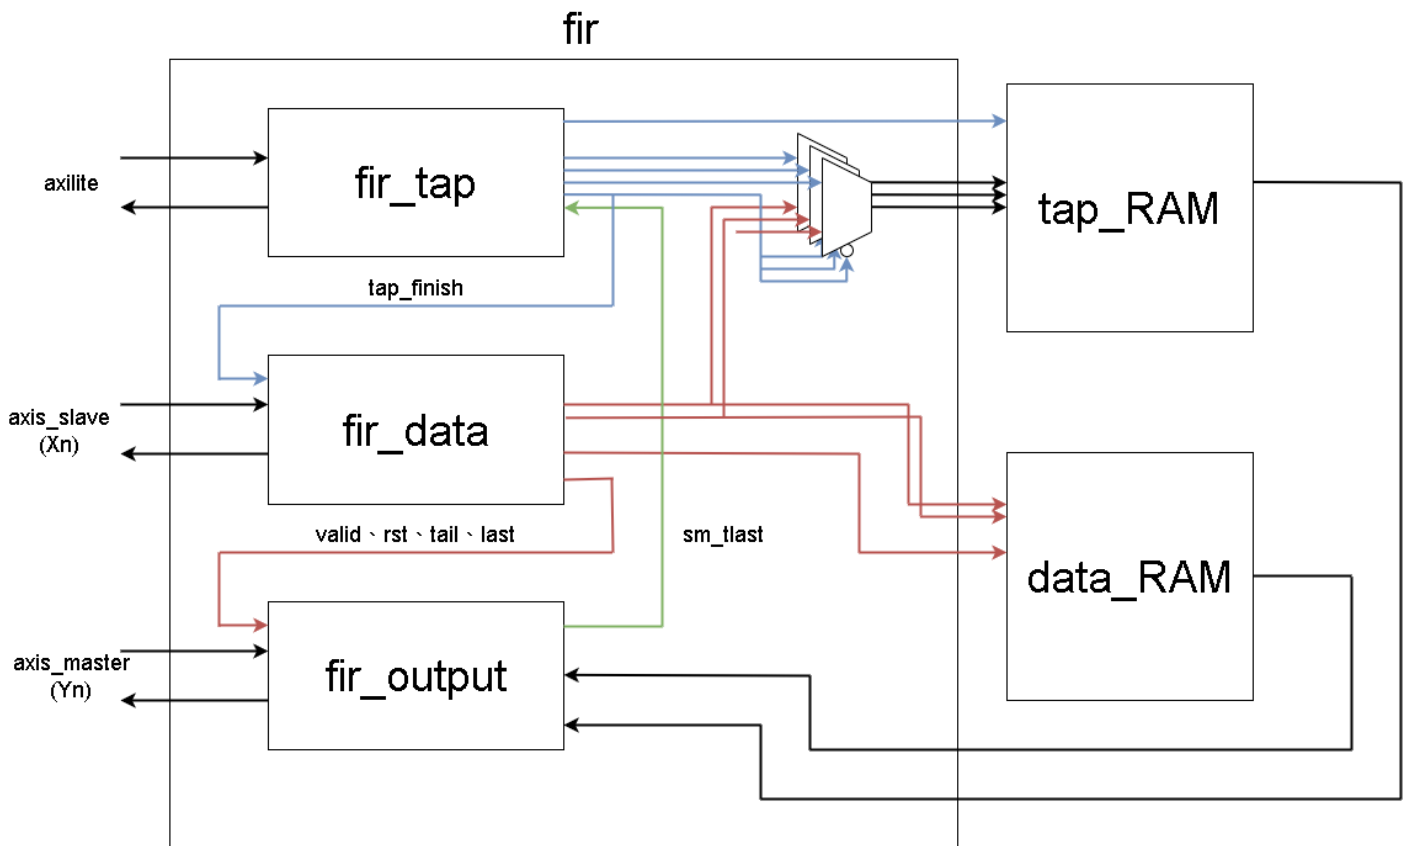 fir
fir_tap
tap_RAM
axilite
tap_finish
fir_data
axis_slave
(Xn)
valid、rst、tail、last
sm_tlast
data_RAM
fir_output
axis_master
(Yn)